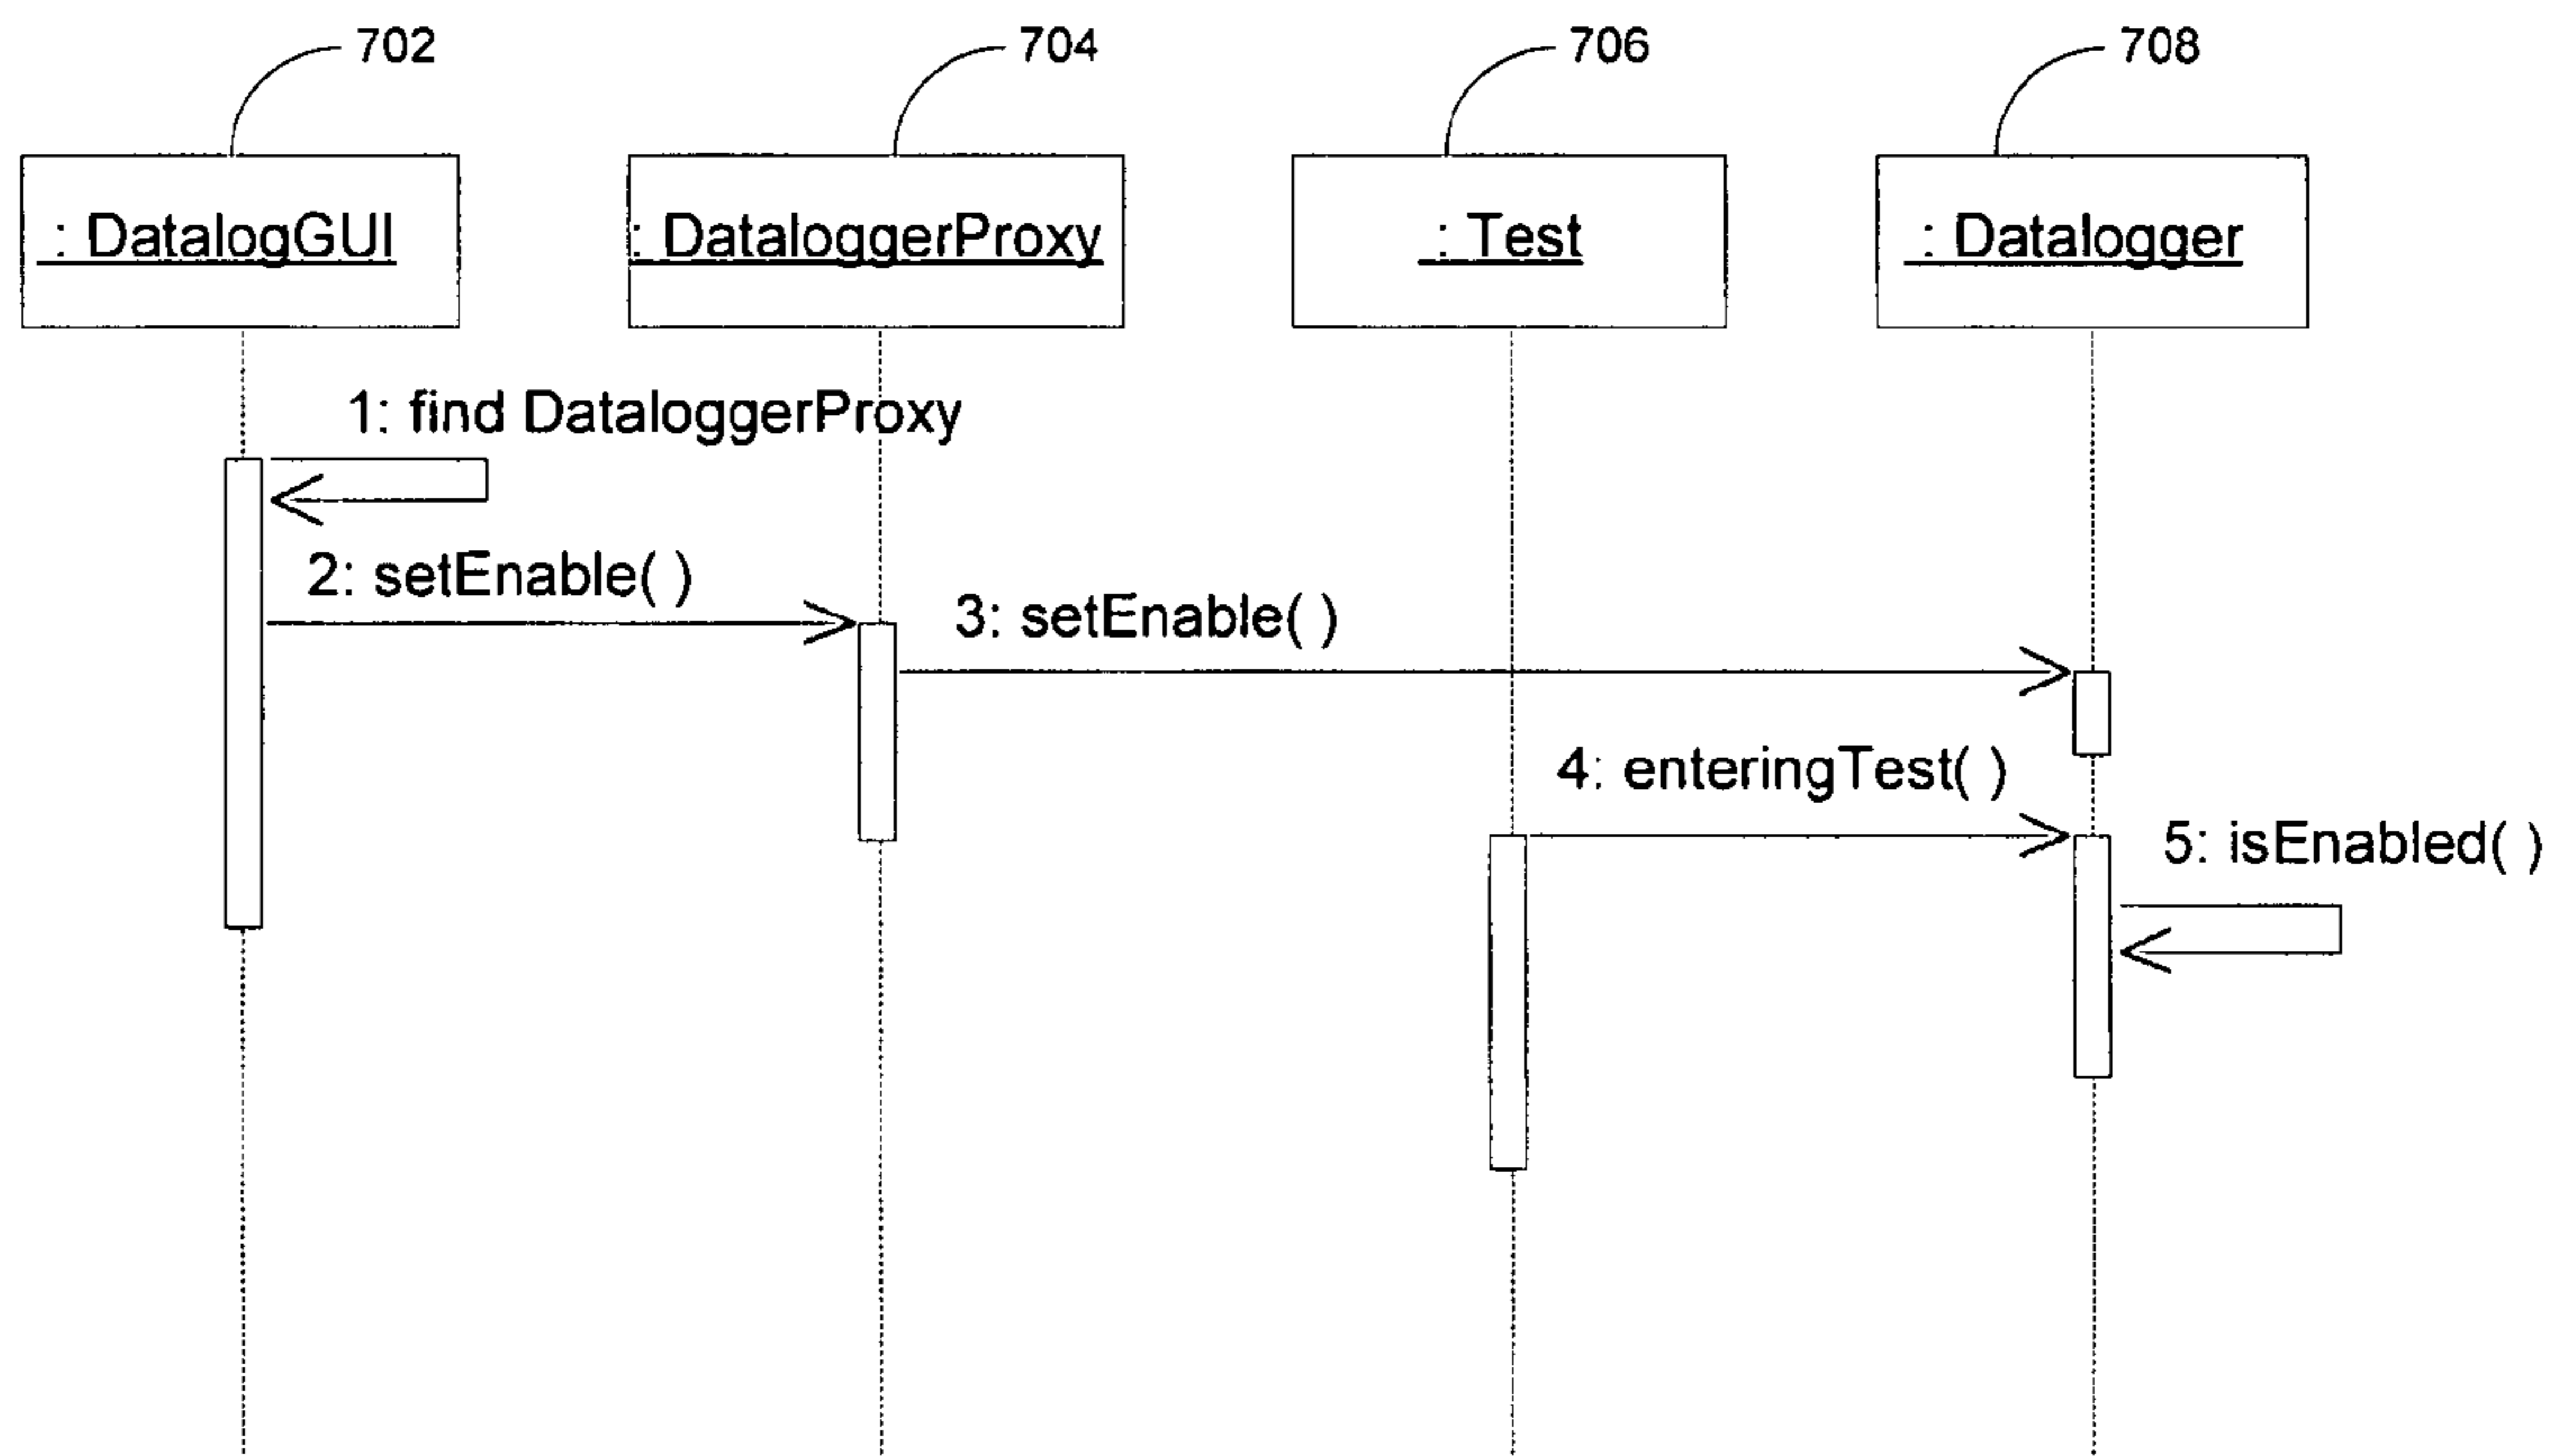 702
704
706
708
: DatalogGUI
: DataloggerProxy
: Test
: Datalogger
1: find DataloggerProxy
2: setEnable( )
3: setEnable( )
4: enteringTest( )
5: isEnabled( )